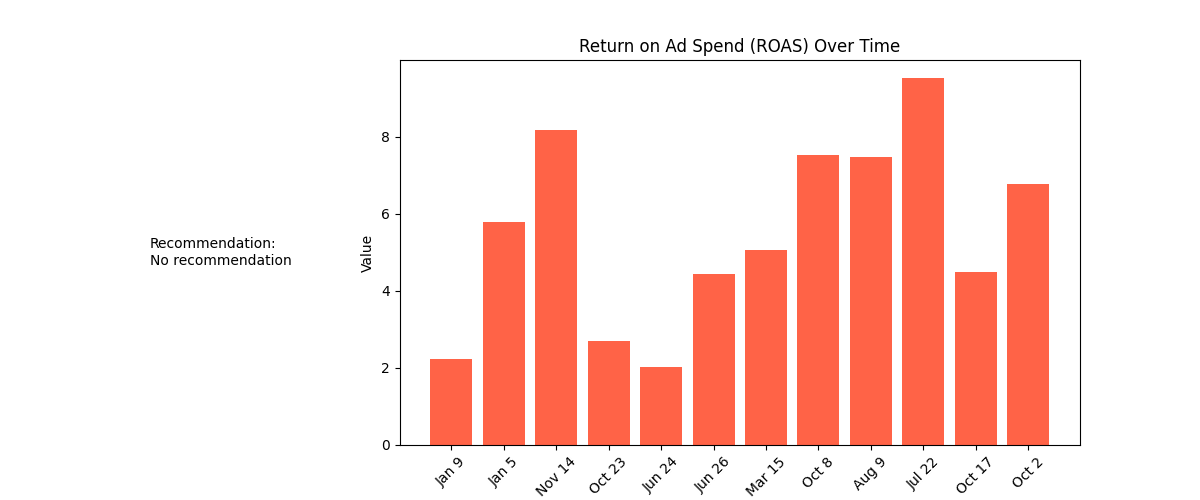 Return on Ad Spend (ROAS) Over Time
Recommendation:
No recommendation
Value
8
6
4
2
0
Jan 9
Jan 5
Nov 14
Oct 23
Jun 24
Jun 26
Mar 15
Oct 8
Aug 9
Jul 22
Oct 17
Oct 2